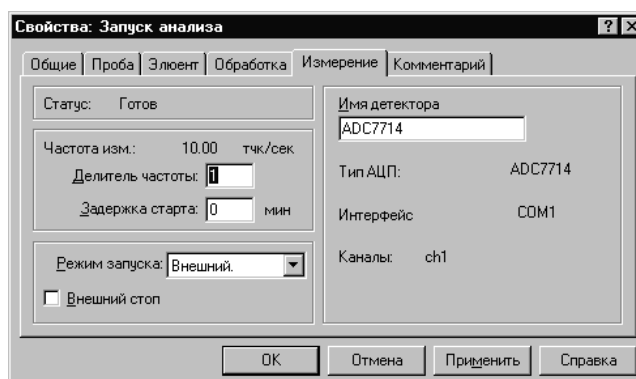 Свойства: Запуск анализа
Общие Проба Элюент Обработка Измерение Комментарий
Статус: Готов
Частота изм.: 10.00 тчк/сек
Делитель частоты: 1
Задержка старта: 0 мин
Режим запуска: Внешний.
Внешний стоп
Имя детектора
ADC7714
Тип АЦП: ADC7714
Интерфейс COM1
Каналы: ch1
OK Отмена Применить Справка